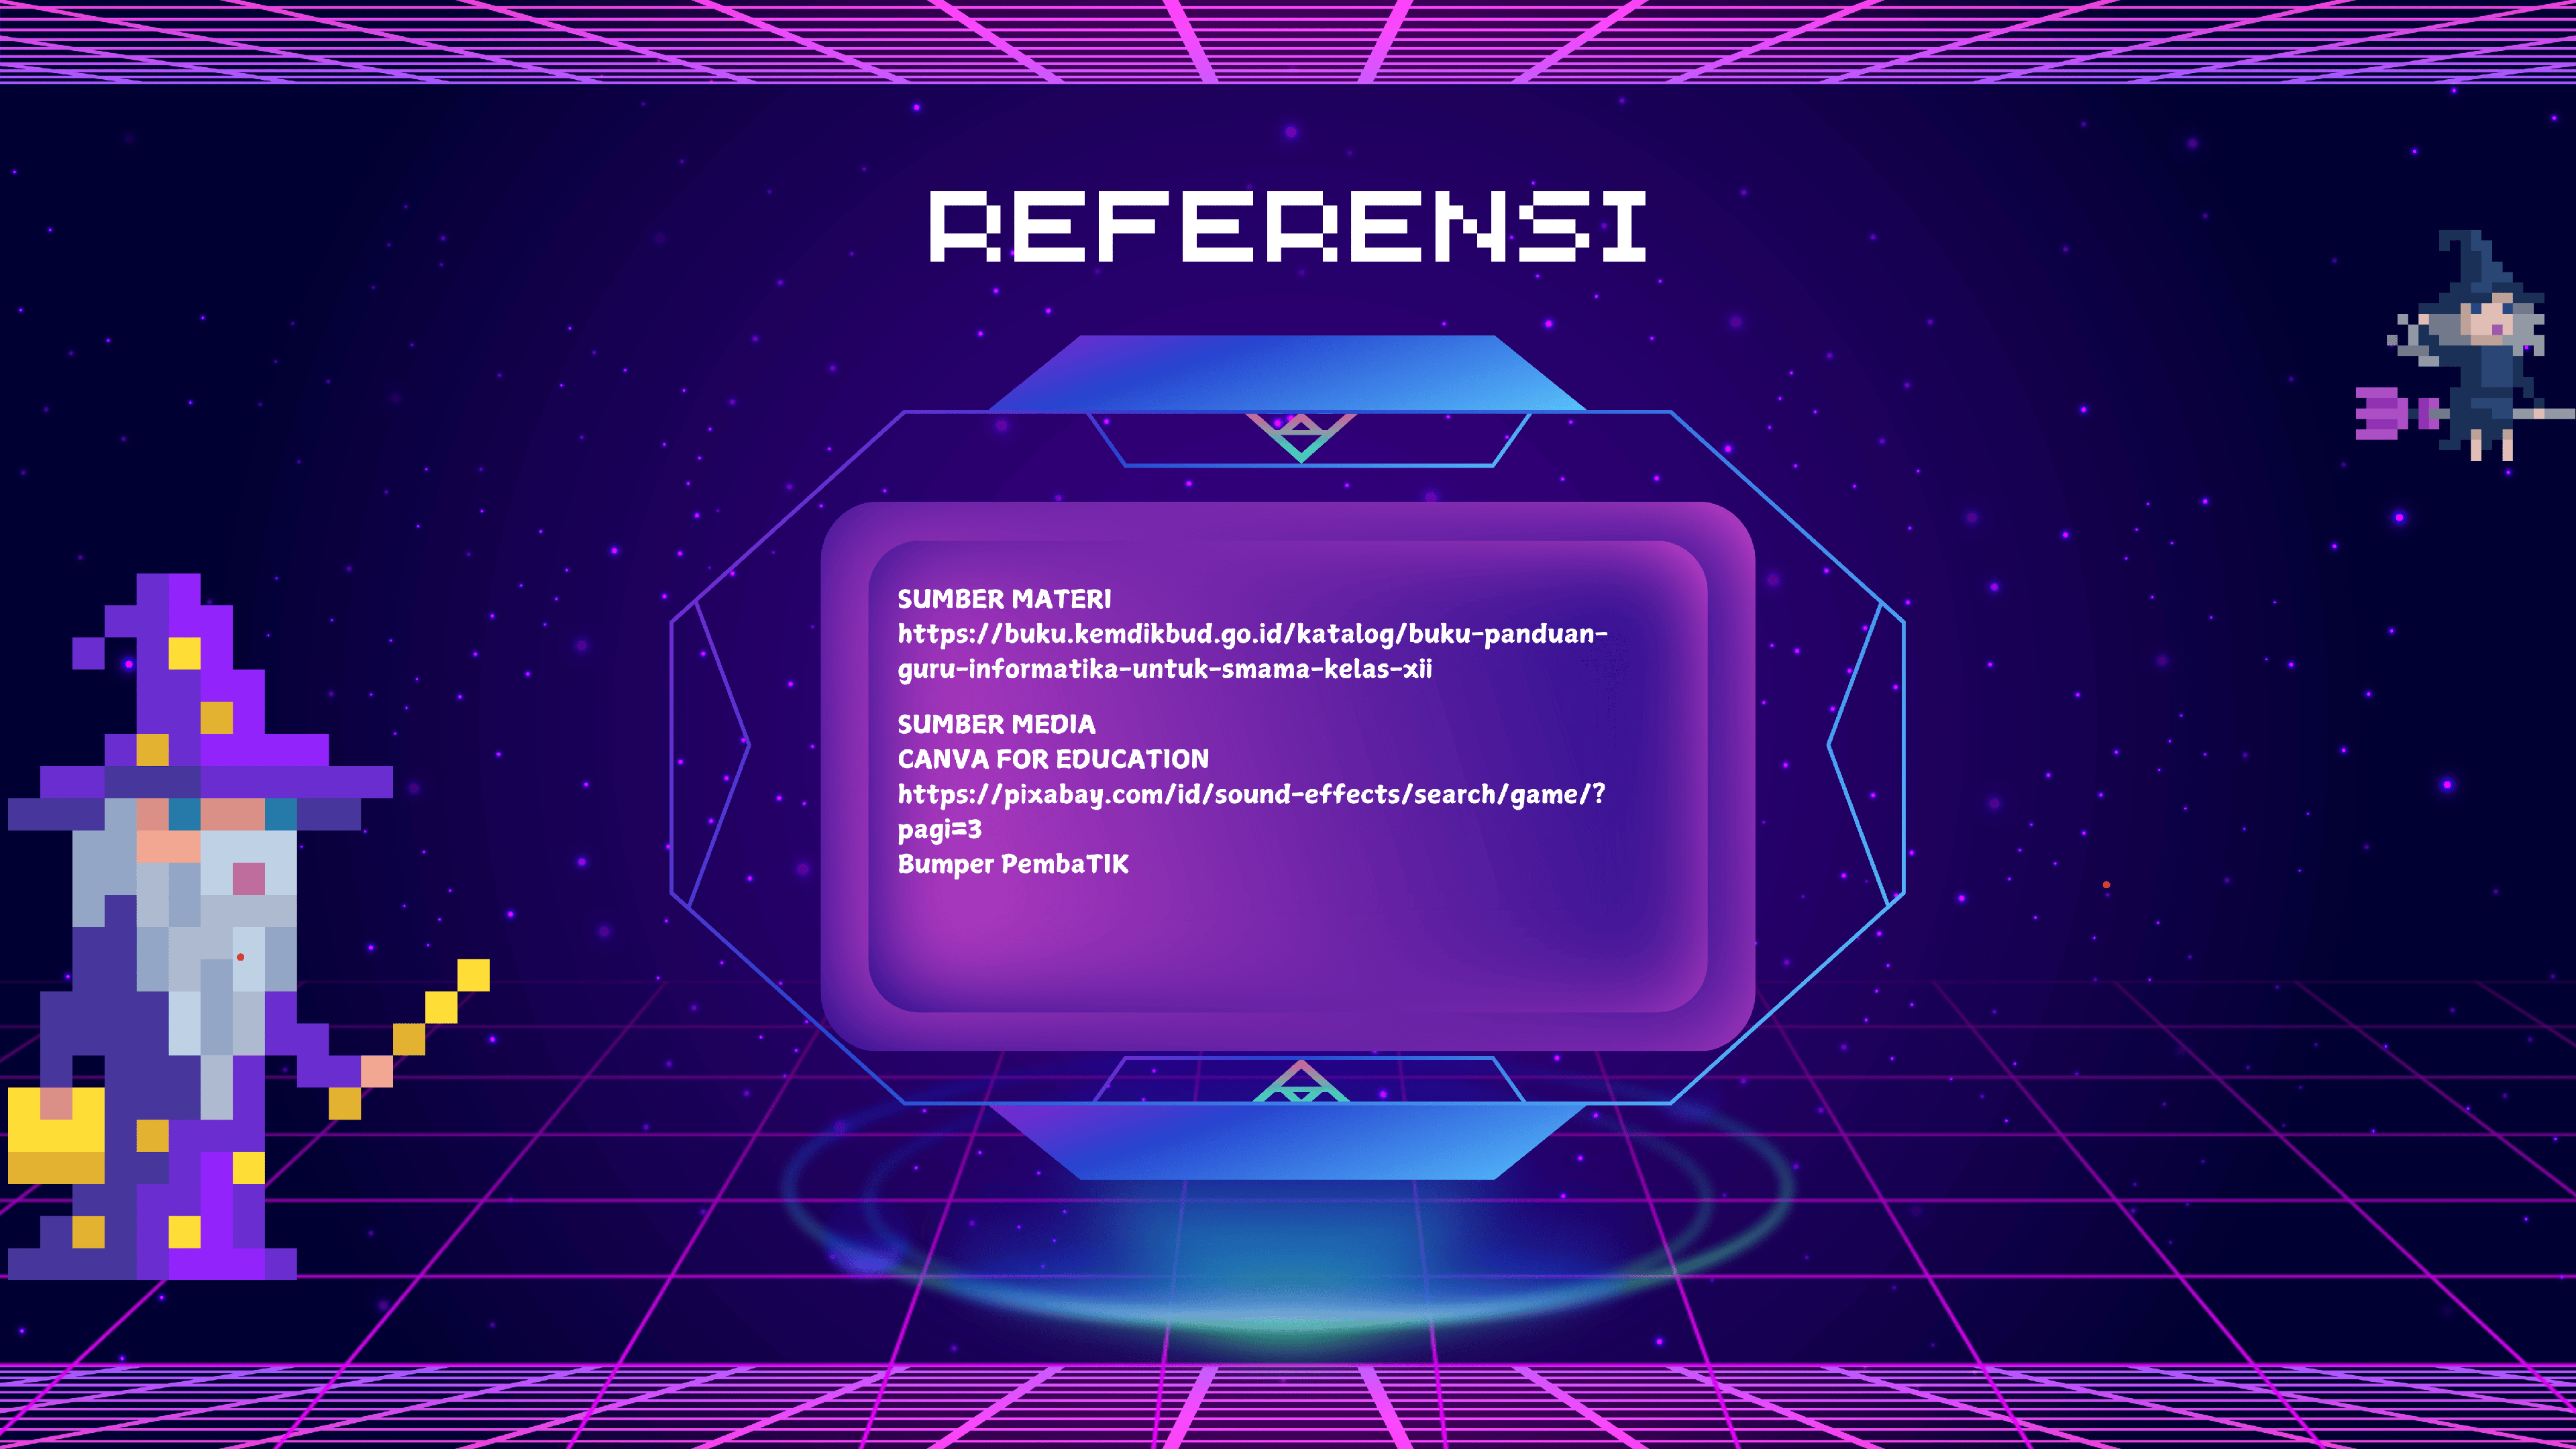 REFERENSI
SUMBER MATERI
https://buku.kemdikbud.go.id/katalog/buku-panduan-
guru-informatika-untuk-smama-kelas-xii
SUMBER MEDIA
CANVA FOR EDUCATION
https://pixabay.com/id/sound-effects/search/game/?
pagi=3
Bumper PembaTIK